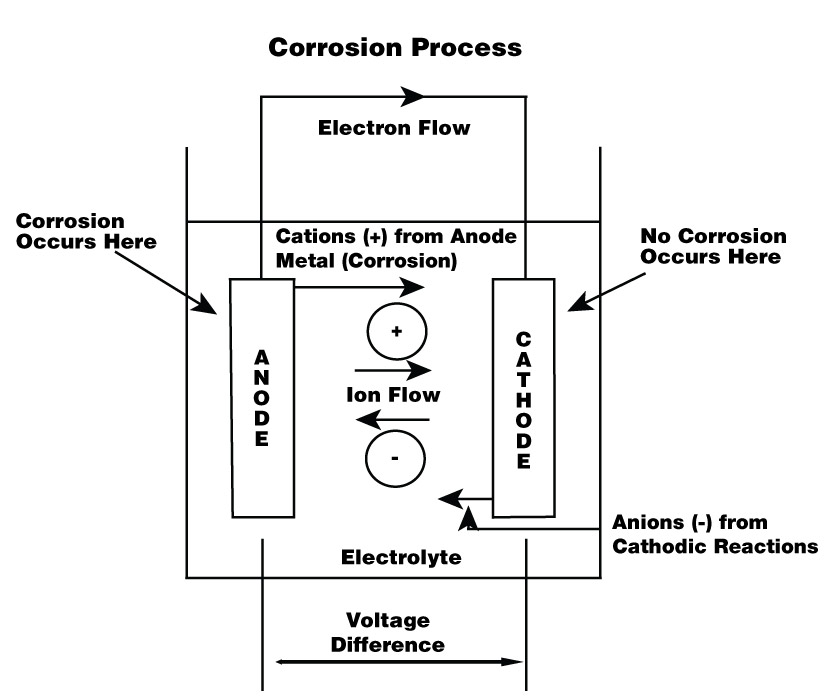 Corrosion Process
Electron Flow
Corrosion
Occurs Here
Cations (+) from Anode
Metal (Corrosion)
No Corrosion
Occurs Here
+
ANODE
CATHODE
Ion Flow
-
Anions (-) from
Cathodic Reactions
Electrolyte
Voltage
Difference